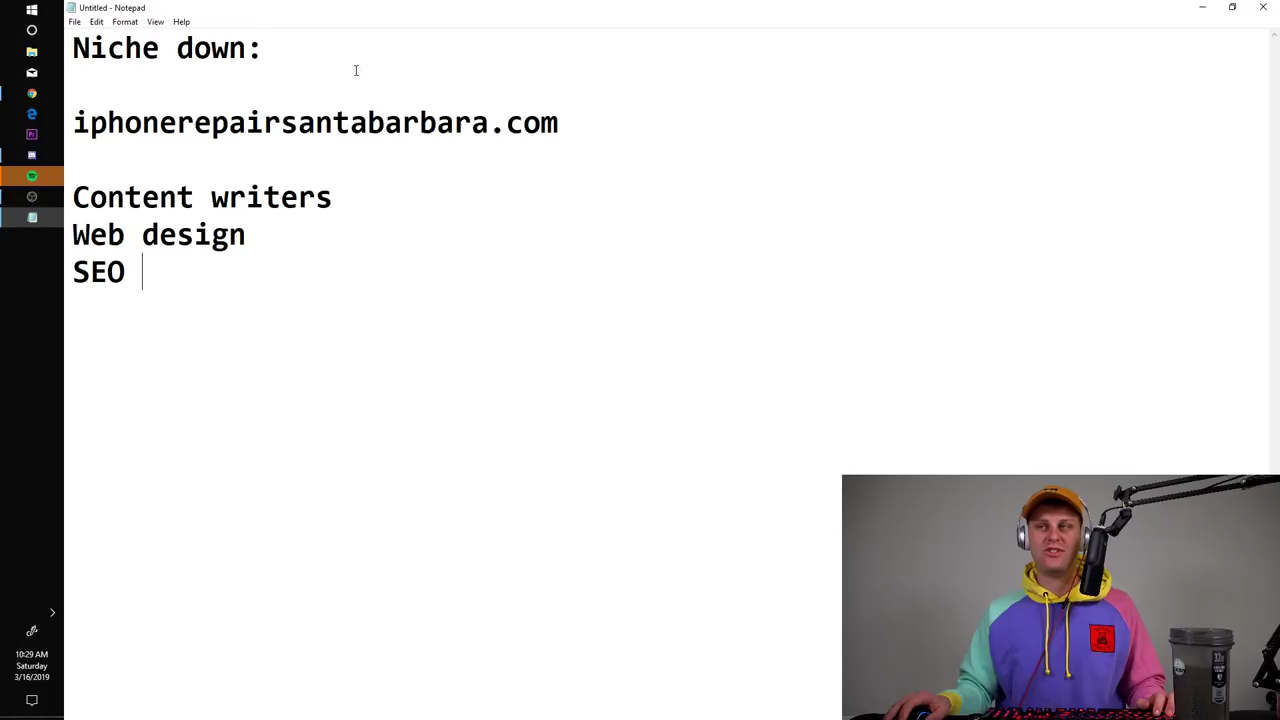 Untitled - Notepad
File Edit Format View Help
Niche down:
iphonerepairsantabarbara.com
Content writers
Web design
SEO
10:29 AM
Saturday
3/16/2019